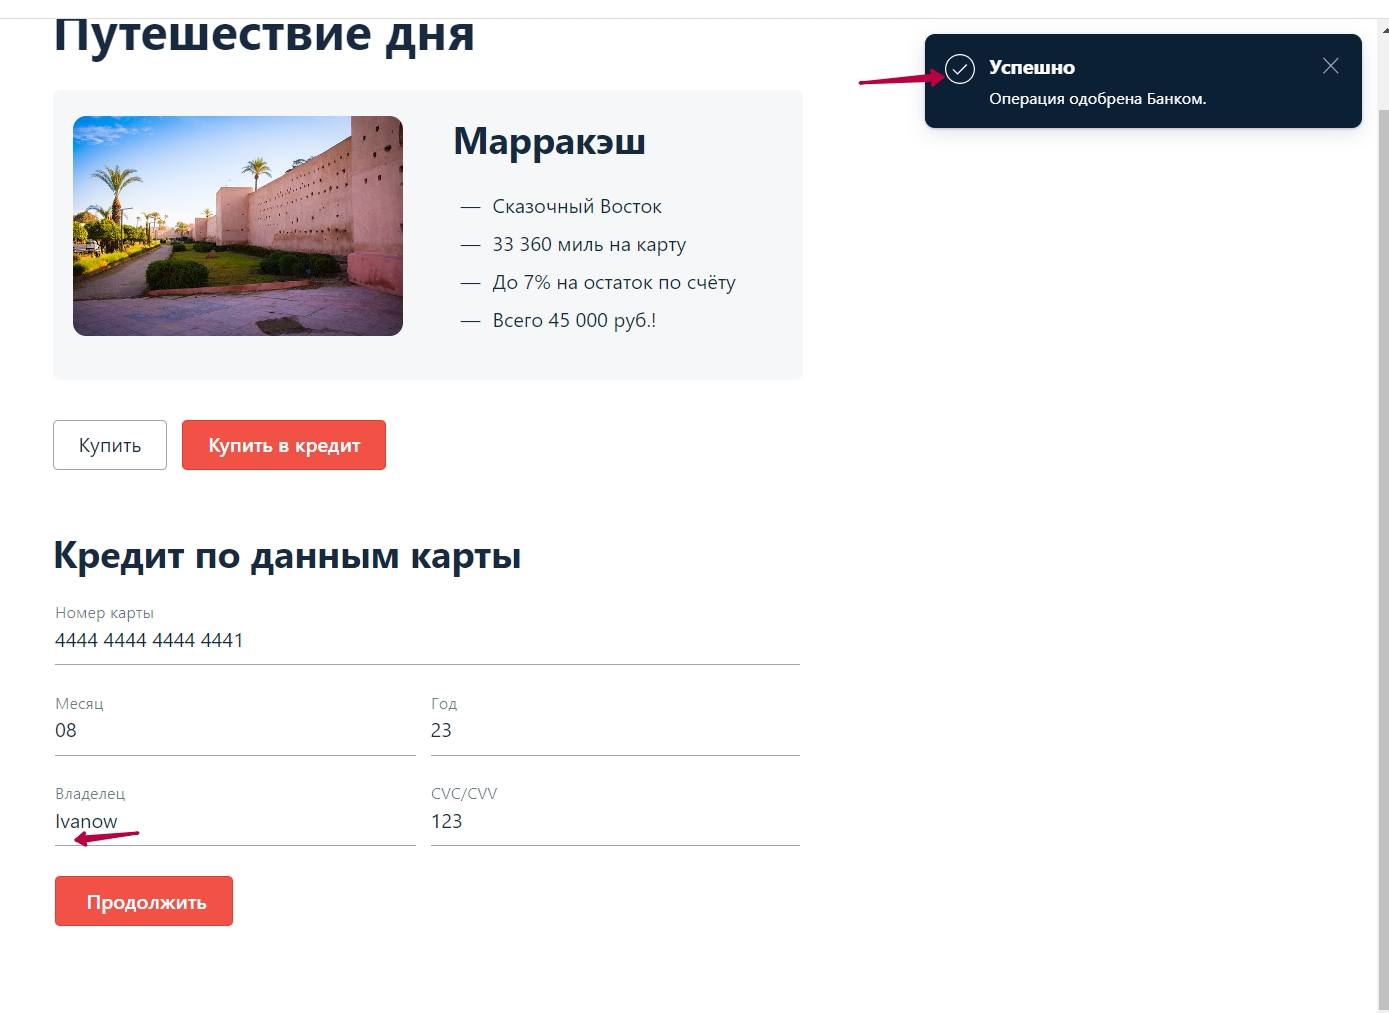 Путешествие дня
Успешно
Операция одобрена Банком.
Марракэш
— Сказочный Восток
— 33 360 миль на карту
— До 7% на остаток по счёту
— Всего 45 000 руб.!
Купить
Купить в кредит
Кредит по данным карты
Номер карты
4444 4444 4444 4441
Месяц
Год
08
23
Владелец
CVC/CVV
Ivanow
123
Продолжить